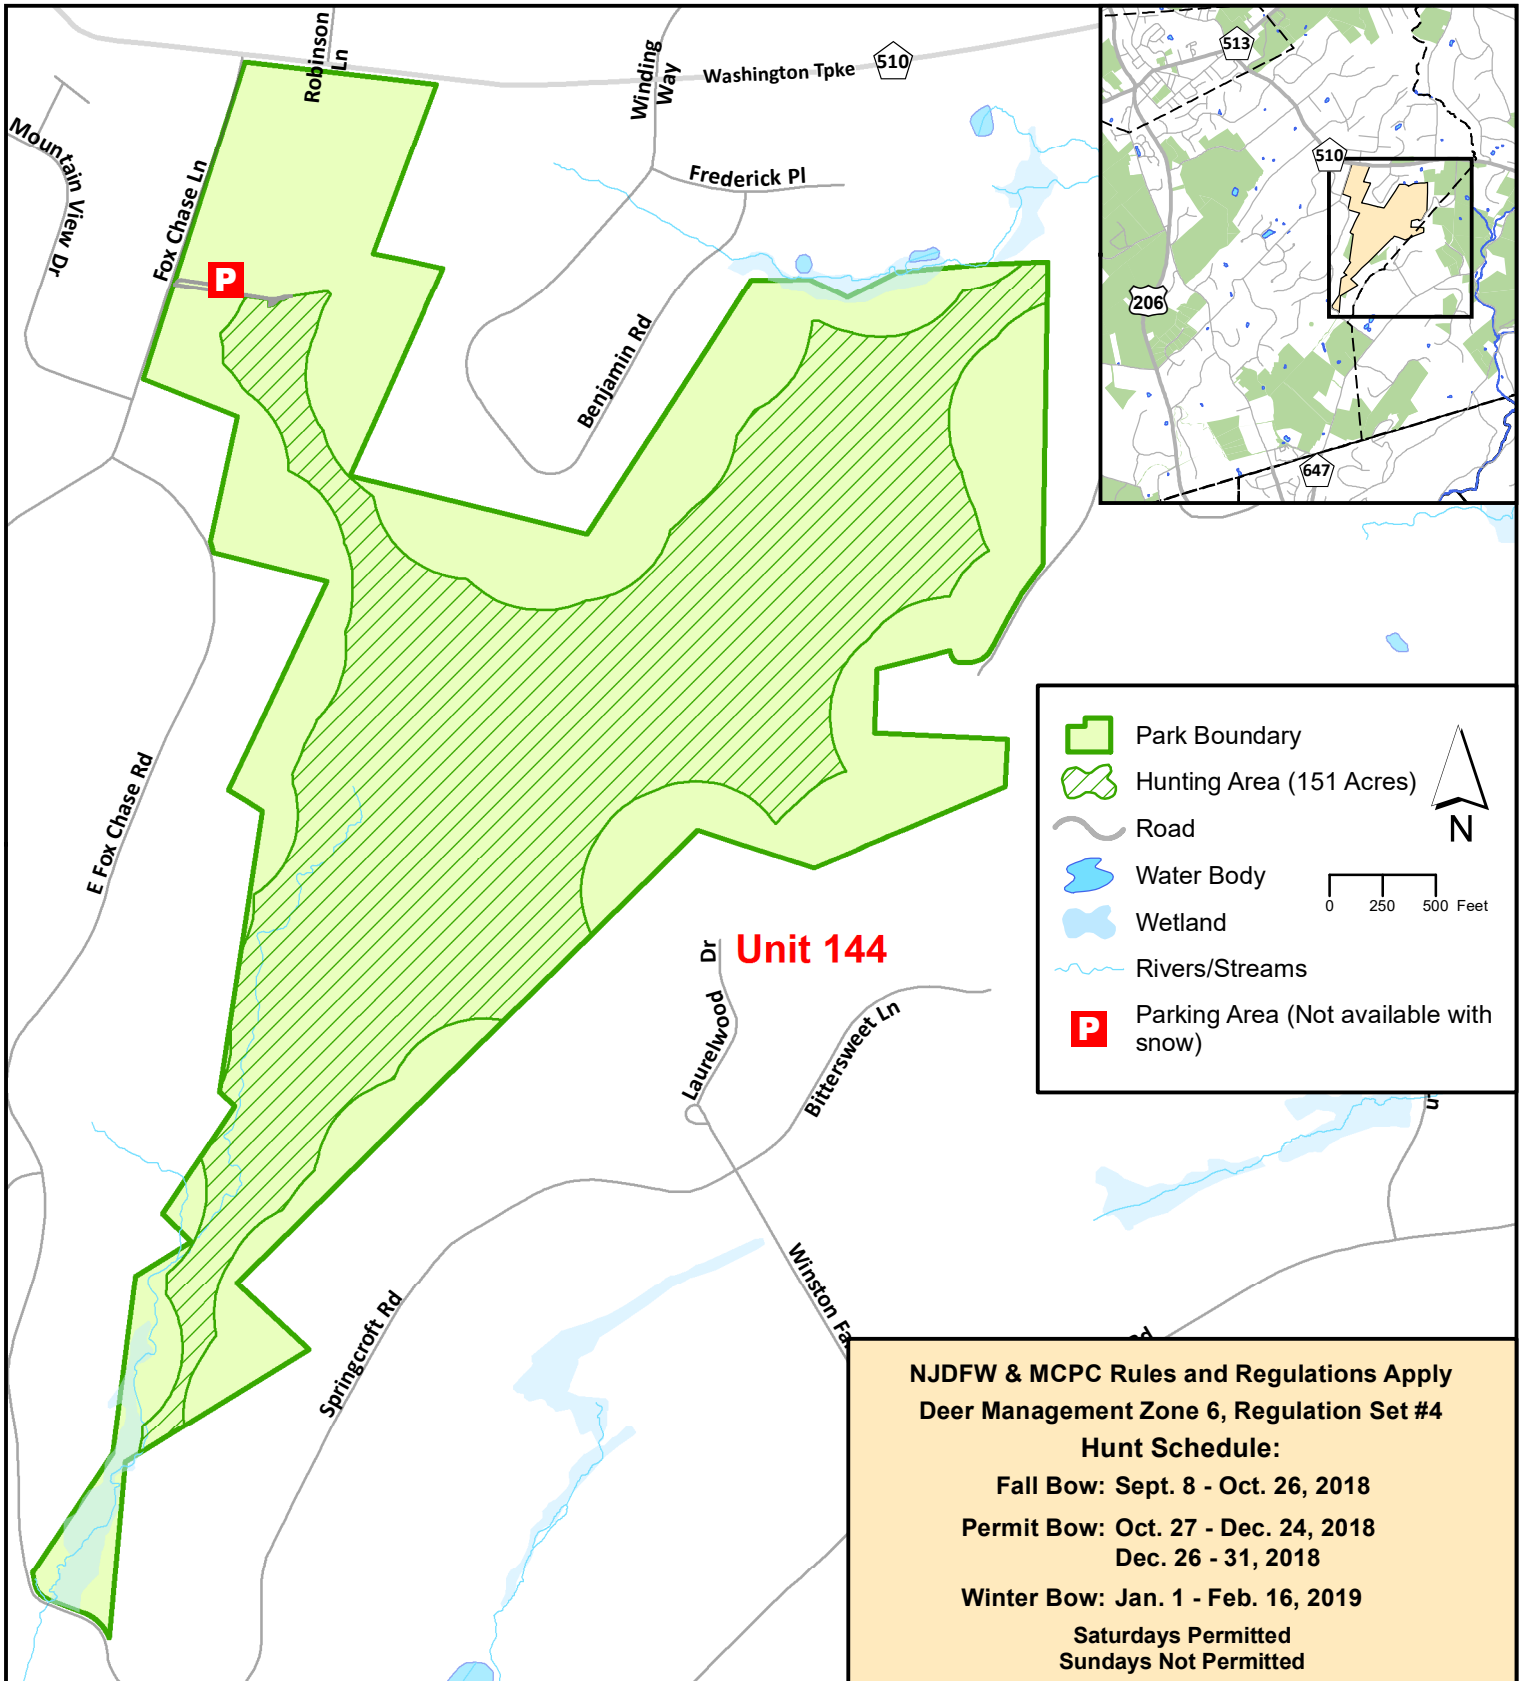 Robinson
Ln
Winding
Way
Washington Tpke
510
Mountain View Dr
Fox Chase Ln
Frederick Pl
P
Benjamin Rd
513
510
206
647
E Fox Chase Rd
Park Boundary
Hunting Area (151 Acres)
Road
Water Body
Wetland
Rivers/Streams
P
Parking Area (Not available with
snow)
N
0 250 500 Feet
Unit 144
Laurelwood Dr
Bittersweet Ln
Springcroft Rd
Winston
NJDFW & MCPC Rules and Regulations Apply
Deer Management Zone 6, Regulation Set #4
Hunt Schedule:
Fall Bow: Sept. 8 - Oct. 26, 2018
Permit Bow: Oct. 27 - Dec. 24, 2018
Dec. 26 - 31, 2018
Winter Bow: Jan. 1 - Feb. 16, 2019
Saturdays Permitted
Sundays Not Permitted